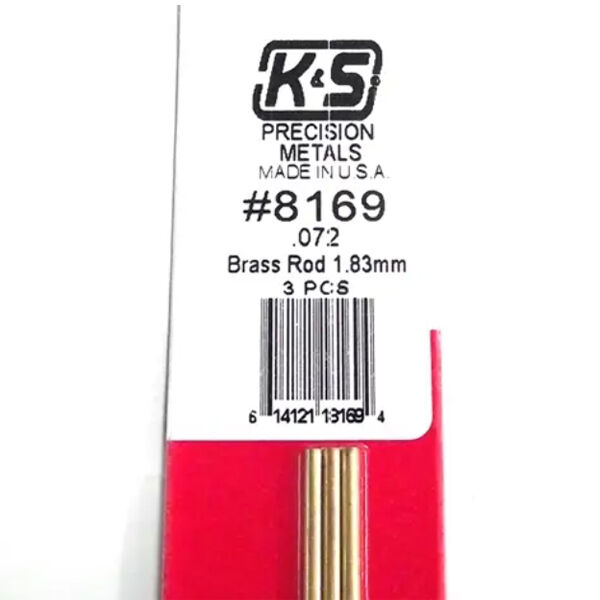 K&S
PRECISION
METALS
MADE IN U.S.A.
#8169
.072
Brass Rod 1.83mm
3 PCS
6 14121 18169 4